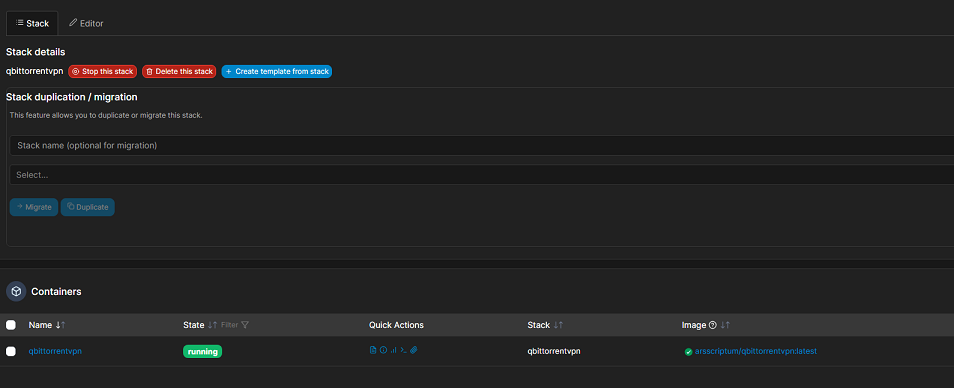 Stack Editor
Stack details
qbittorrentvpn Stop this stack Delete this stack Create template from stack
Stack duplication / migration
This feature allows you to duplicate or migrate this stack.
Stack name (optional for migration)
Select...
Migrate Duplicate
Containers
Name State Filter Quick Actions Stack Image
qbittorrentvpn running qbittorrentvpn arsscriptum/qbittorrentvpn:latest